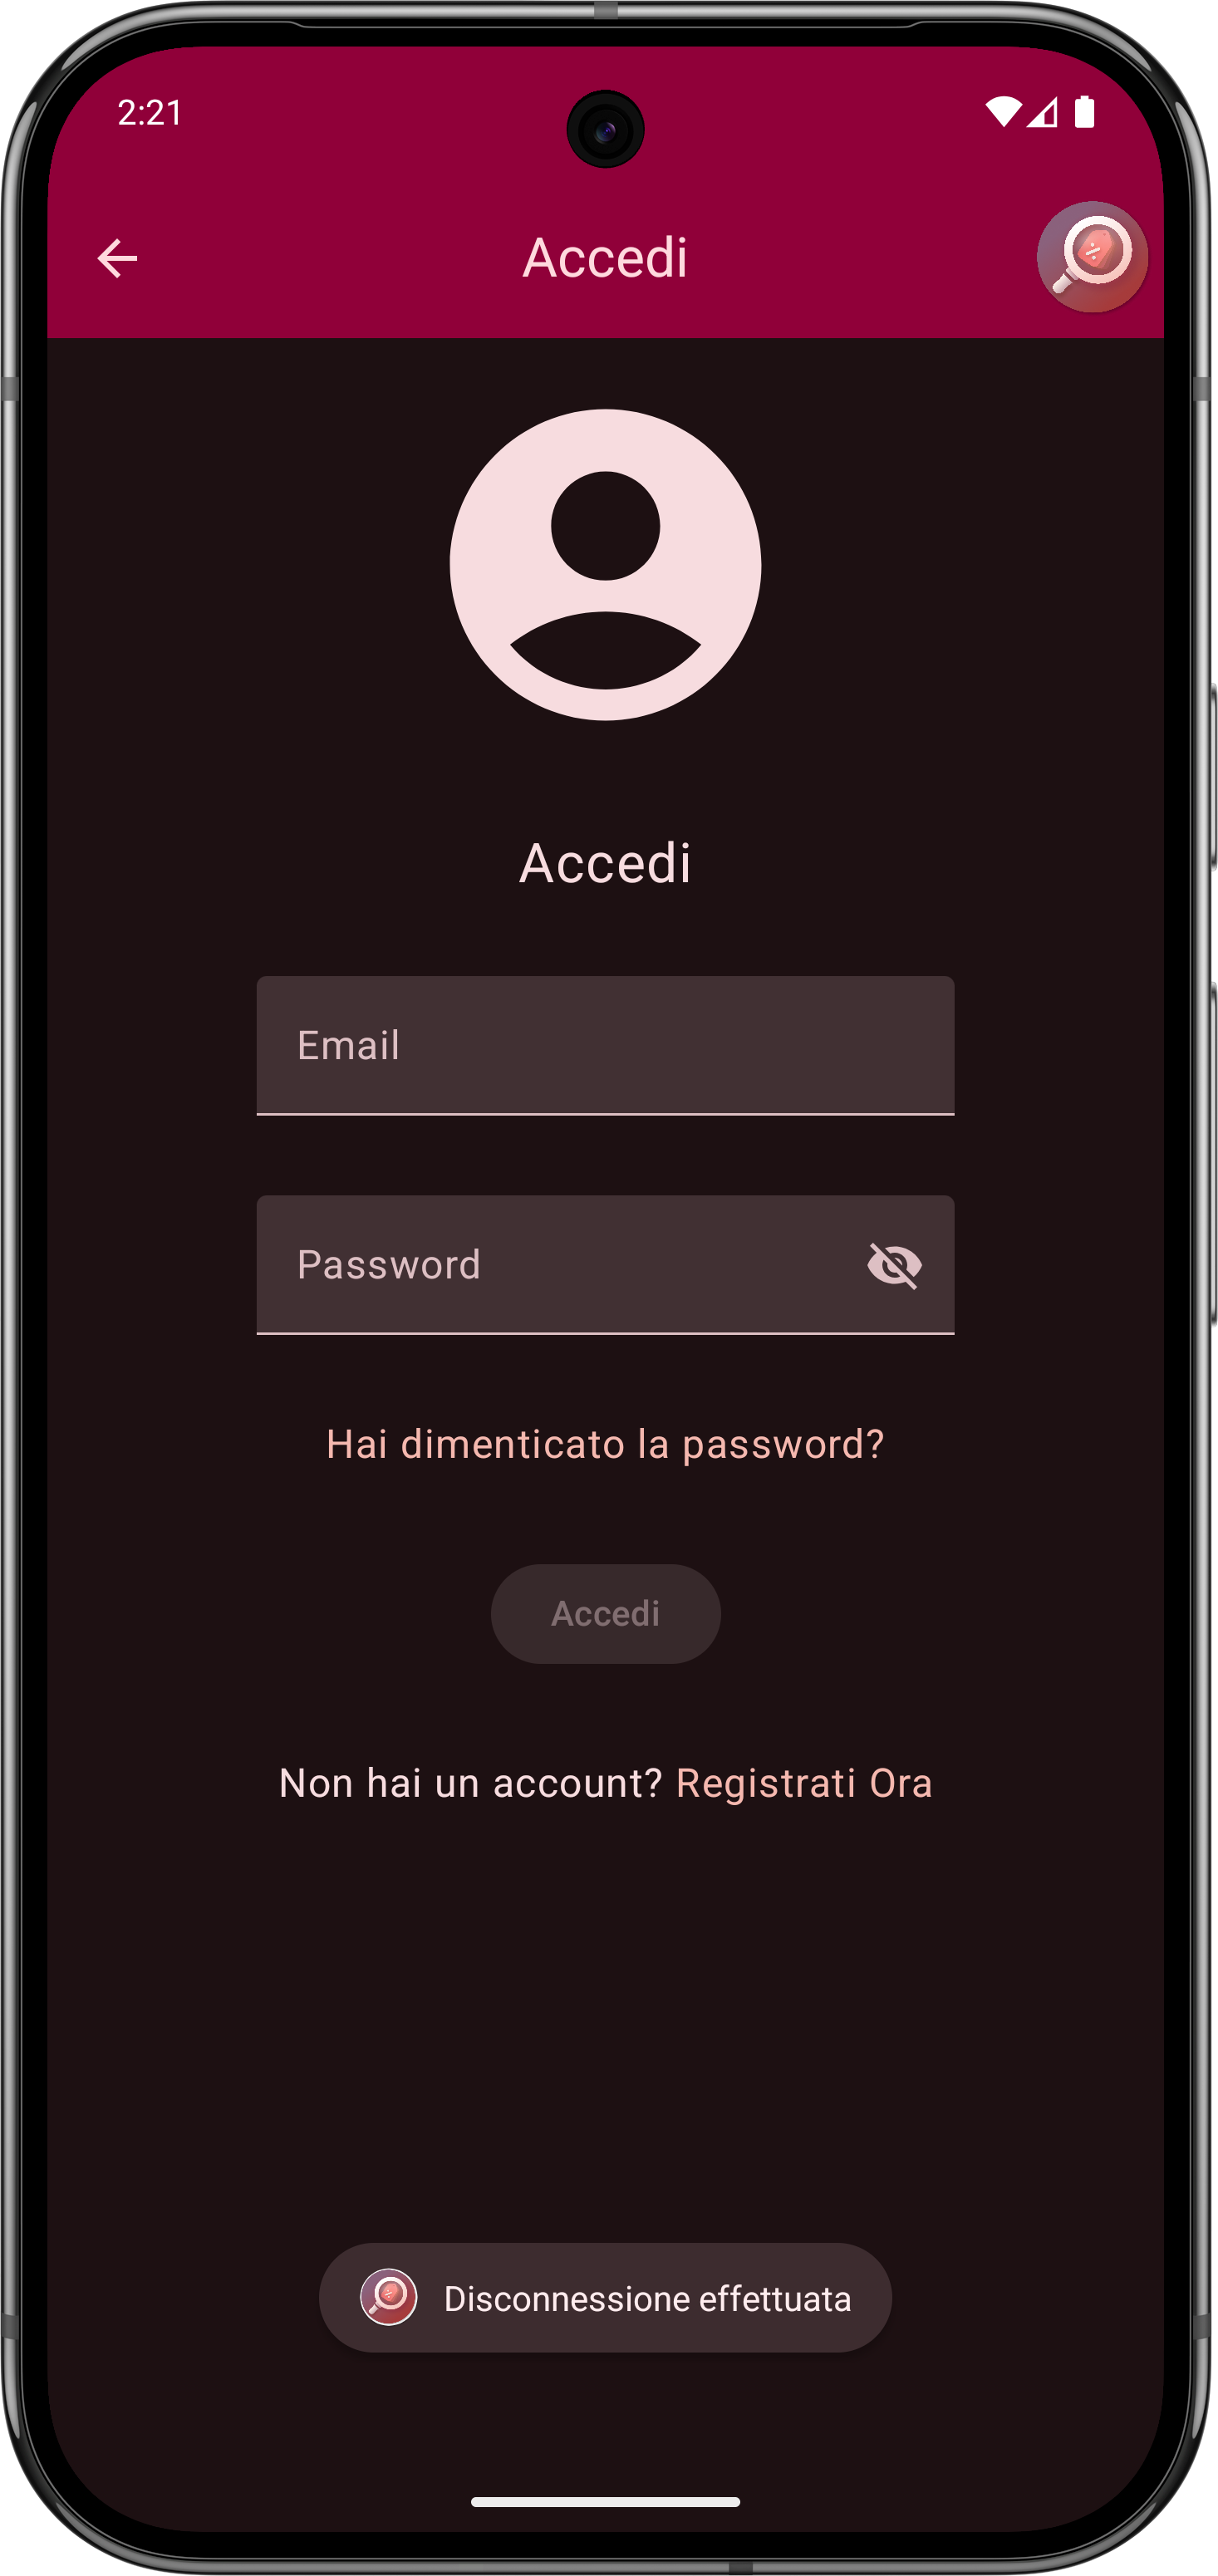 2:21
Accedi
Accedi
Email
Password
Hai dimenticato la password?
Accedi
Non hai un account? Registrati Ora
Disconnessione effettuata